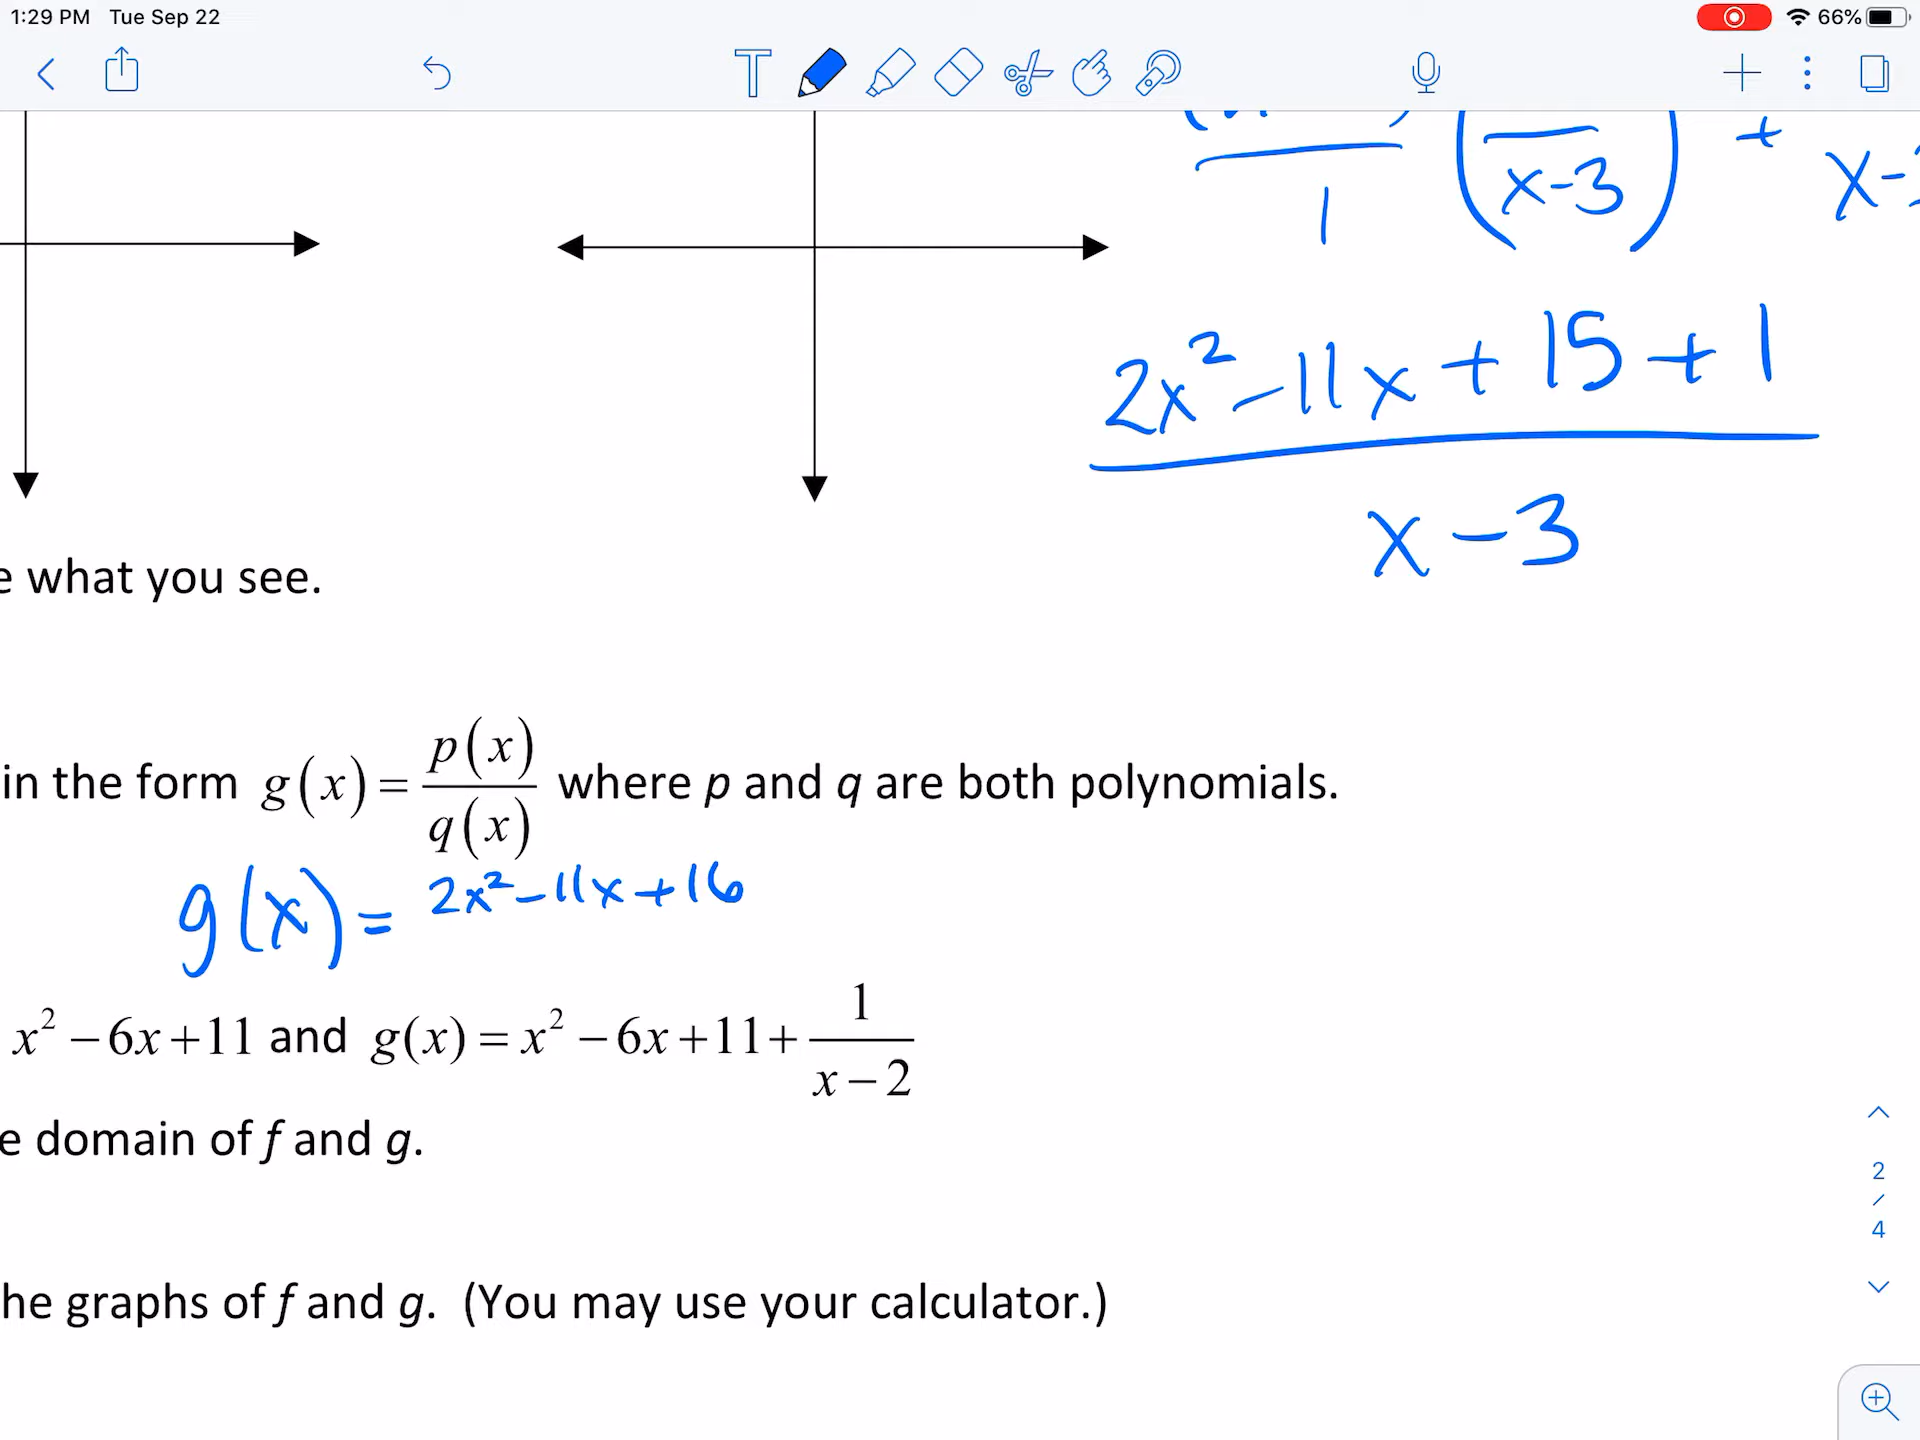 1:29 PM Tue Sep 22
66%
T
1 (x-3) + x-
2x² - 11x + 15 + 1
x - 3
e what you see.
in the form g(x) = p(x)/q(x) where p and q are both polynomials.
g(x) = 2x² - 11x + 16
x² − 6x + 11 and g(x) = x² − 6x + 11 + 1/(x − 2)
e domain of f and g.
2
/
4
he graphs of f and g. (You may use your calculator.)